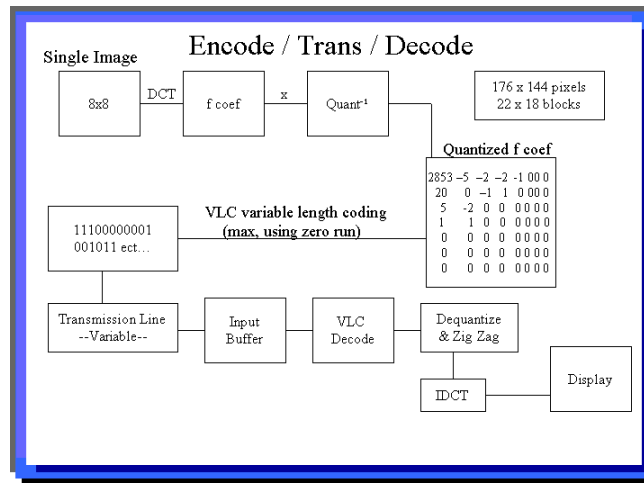 Encode / Trans / Decode
Single Image
8x8
DCT
f coef
x
Quant⁻¹
176 x 144 pixels
22 x 18 blocks
Quantized f coef
2853 –5 –2 –2 -1 00 0
20 0 –1 1 0 0 0 0
5 -2 0 0 0 0 0 0
1 1 0 0 0 0 0 0
0 0 0 0 0 0 0 0
0 0 0 0 0 0 0 0
0 0 0 0 0 0 0 0
VLC variable length coding
(max, using zero run)
11100000001
001011 ect...
Transmission Line
--Variable--
Input
Buffer
VLC
Decode
Dequantize
& Zig Zag
IDCT
Display